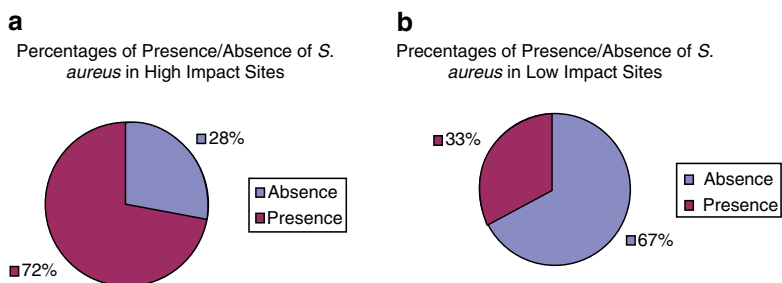 a
Percentages of Presence/Absence of S.
aureus in High Impact Sites
28%
Absence
Presence
72%
b
Precentages of Presence/Absence of S.
aureus in Low Impact Sites
33%
Absence
Presence
67%